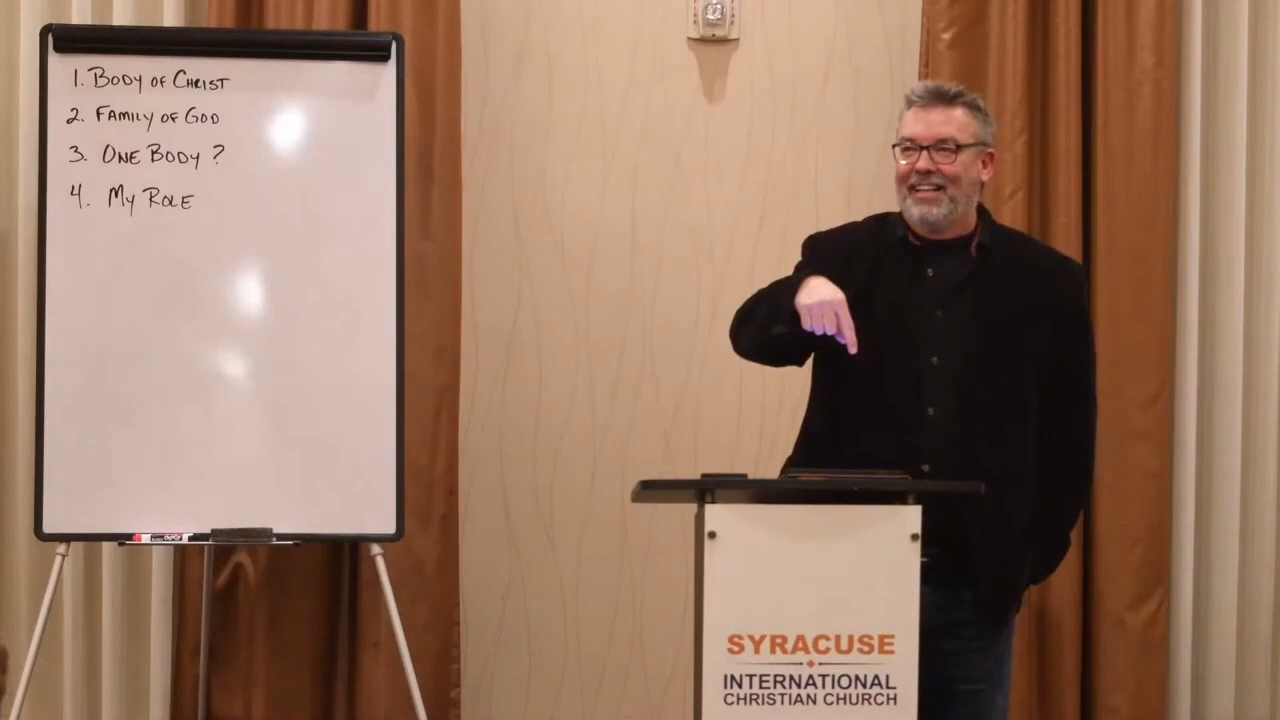 1. BODY OF CHRIST
2. FAMILY OF GOD
3. ONE BODY ?
4. MY ROLE
SYRACUSE
INTERNATIONAL
CHRISTIAN CHURCH